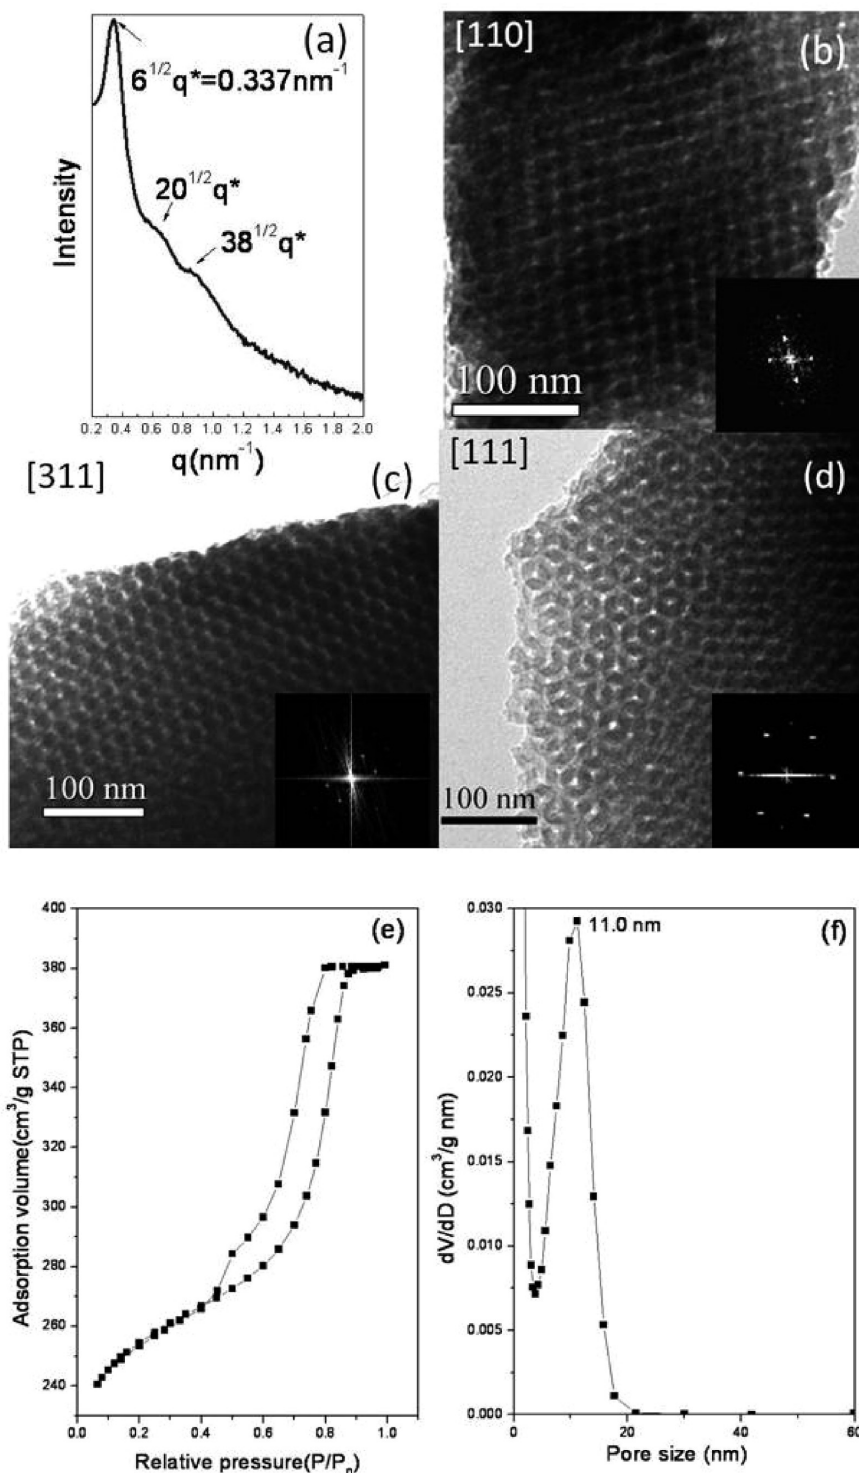 (a)
6^1/2 q*=0.337nm^-1
20^1/2 q*
38^1/2 q*
Intensity
0.2 0.4 0.6 0.8 1.0 1.2 1.4 1.6 1.8 2.0
q(nm^-1)
[110]
(b)
100 nm
[311]
(c)
100 nm
[111]
(d)
100 nm
(e)
400
380
360
340
320
300
280
260
240
Adsorption volume(cm^3/g STP)
0.0 0.2 0.4 0.6 0.8 1.0
Relative pressure(P/P_0)
(f)
11.0 nm
0.030
0.025
0.020
0.015
0.010
0.005
0.000
dV/dD (cm^3/g nm)
0 20 40 60
Pore size (nm)